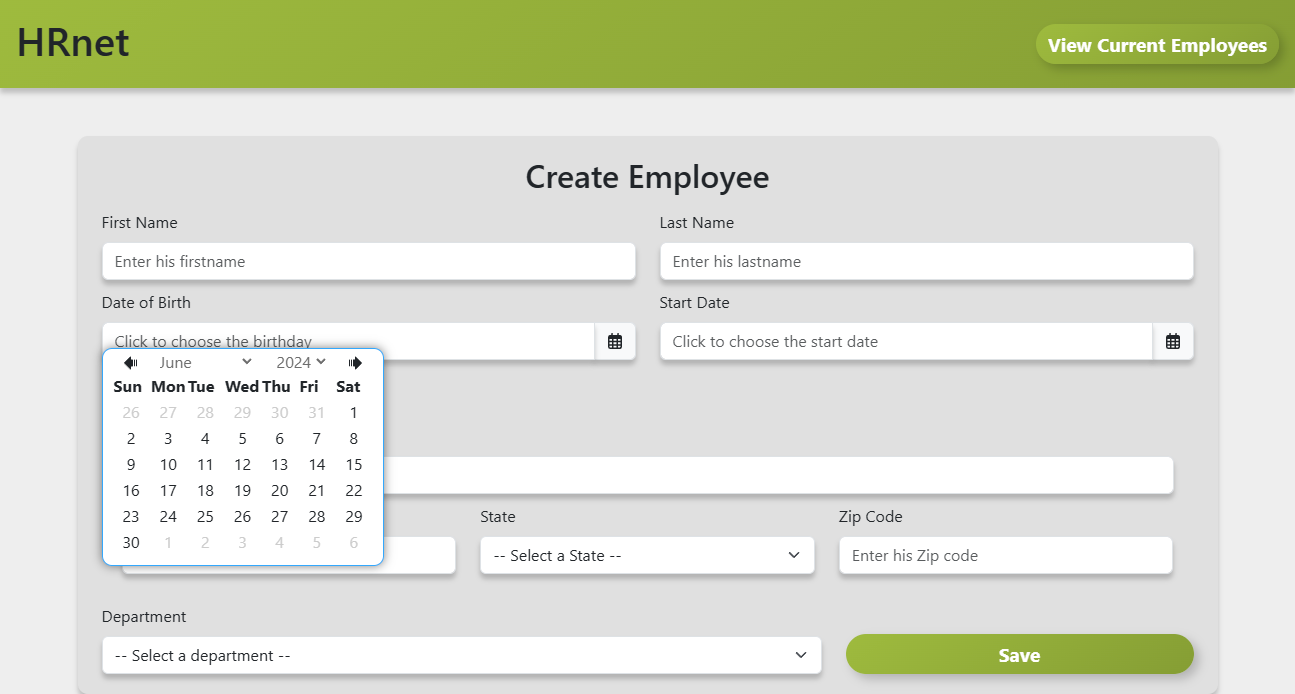 HRnet
View Current Employees
Create Employee
First Name
Last Name
Enter his firstname
Enter his lastname
Date of Birth
Start Date
Click to choose the birthday
Click to choose the start date
June 2024
Sun Mon Tue Wed Thu Fri Sat
26 27 28 29 30 31 1
2 3 4 5 6 7 8
9 10 11 12 13 14 15
16 17 18 19 20 21 22
23 24 25 26 27 28 29
30 1 2 3 4 5 6
State
Zip Code
-- Select a State --
Enter his Zip code
Department
-- Select a department --
Save